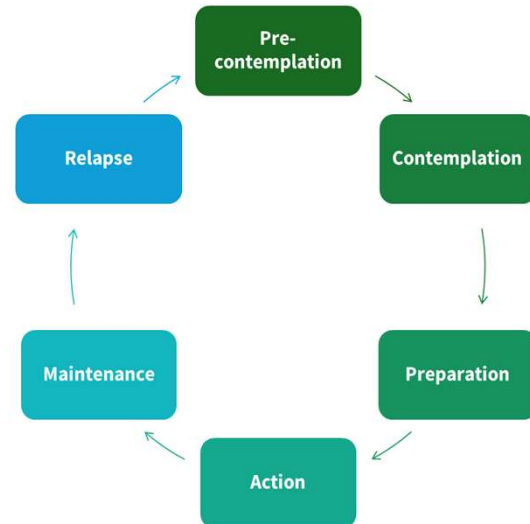 Pre-
contemplation
Contemplation
Preparation
Action
Maintenance
Relapse